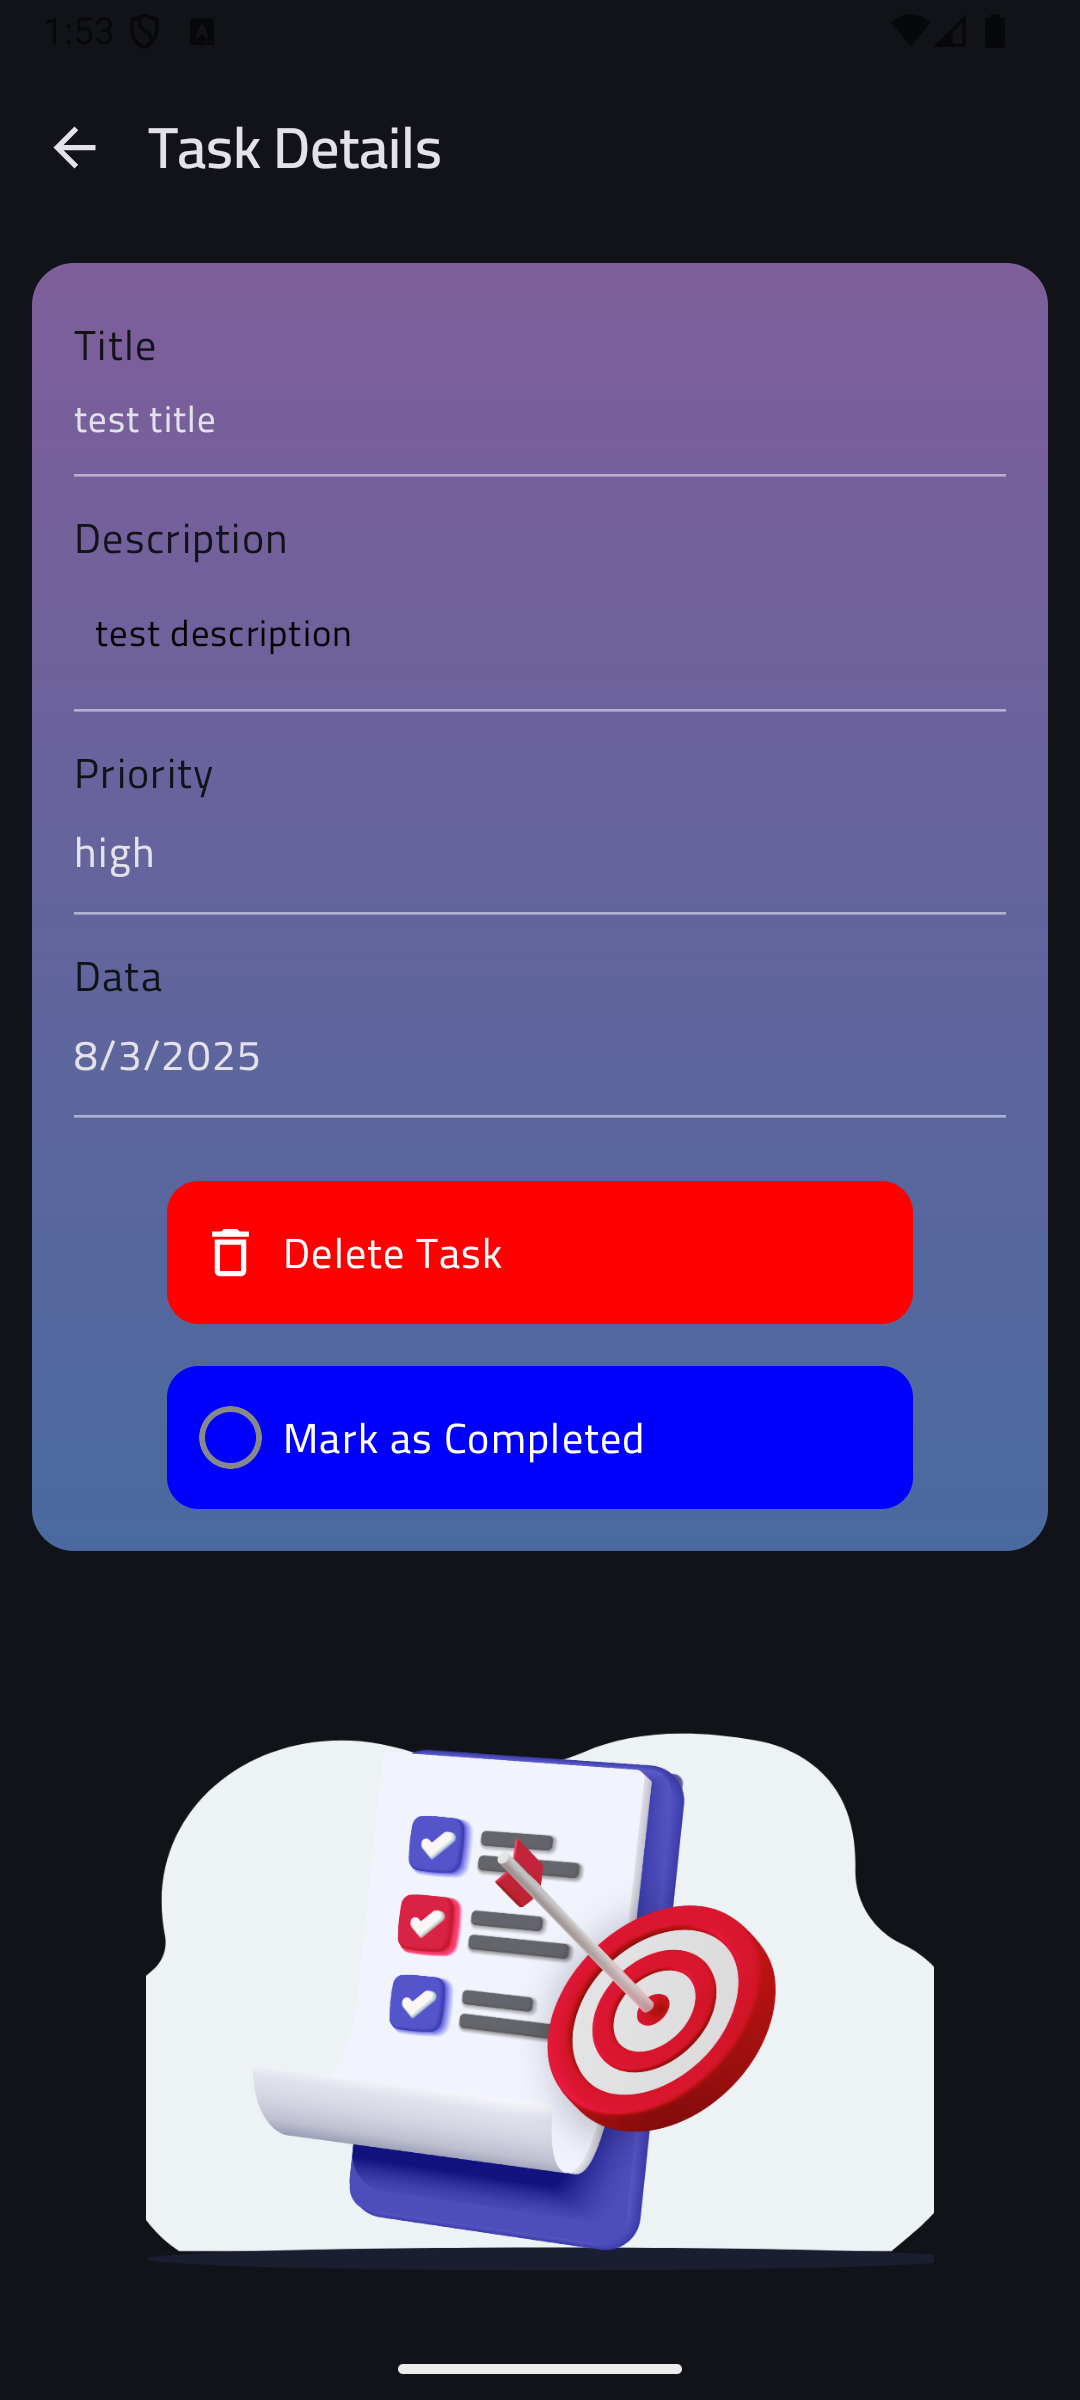 1:53
A
Task Details
Title
test title
Description
test description
Priority
high
Data
8/3/2025
Delete Task
Mark as Completed